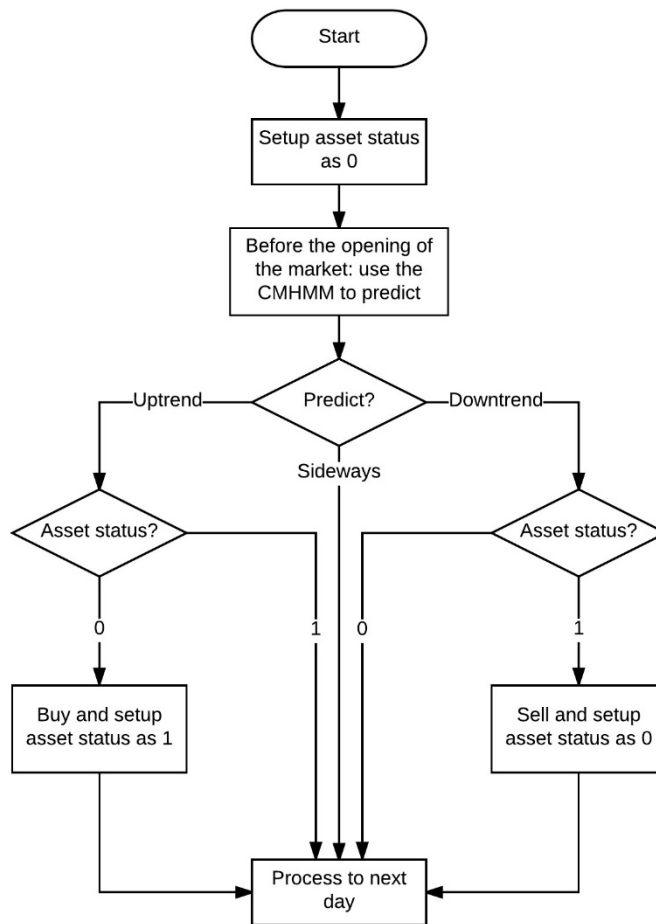 Start
Setup asset status
as 0
Before the opening of
the market: use the
CMHMM to predict
Uptrend
Predict?
Downtrend
Sideways
Asset status?
Asset status?
0
1
0
1
Buy and setup
asset status as 1
Sell and setup
asset status as 0
Process to next
day